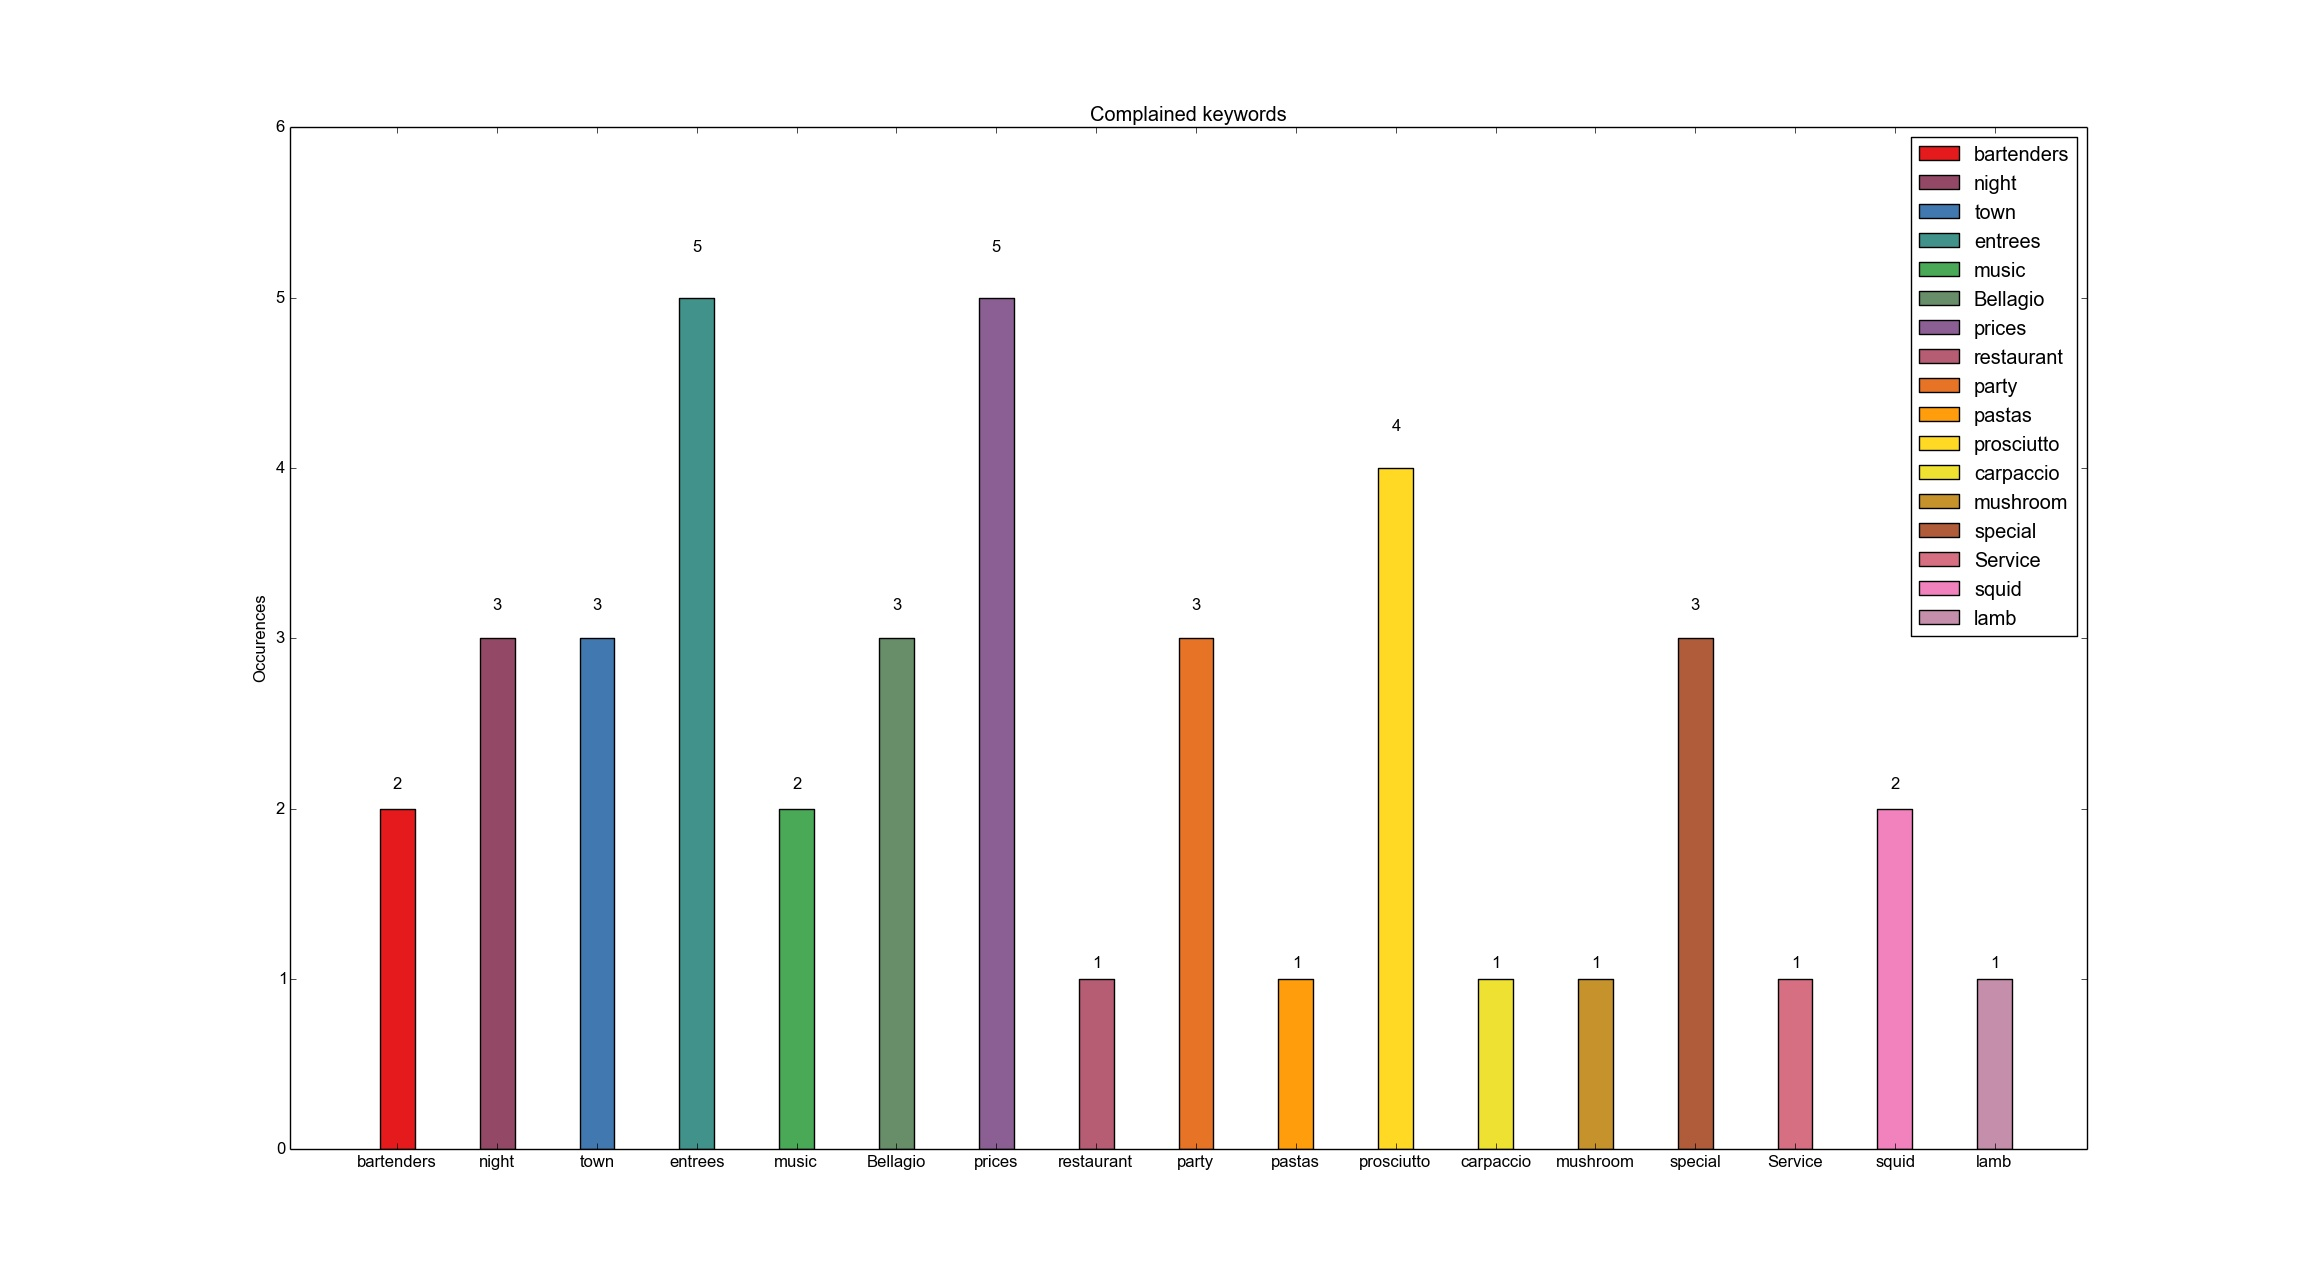 Complained keywords
6
5
4
3
2
1
0
Occurences
2
3
3
5
2
3
5
1
3
1
4
1
1
3
1
2
1
bartenders night town entrees music Bellagio prices restaurant party pastas prosciutto carpaccio mushroom special Service squid lamb
bartenders
night
town
entrees
music
Bellagio
prices
restaurant
party
pastas
prosciutto
carpaccio
mushroom
special
Service
squid
lamb